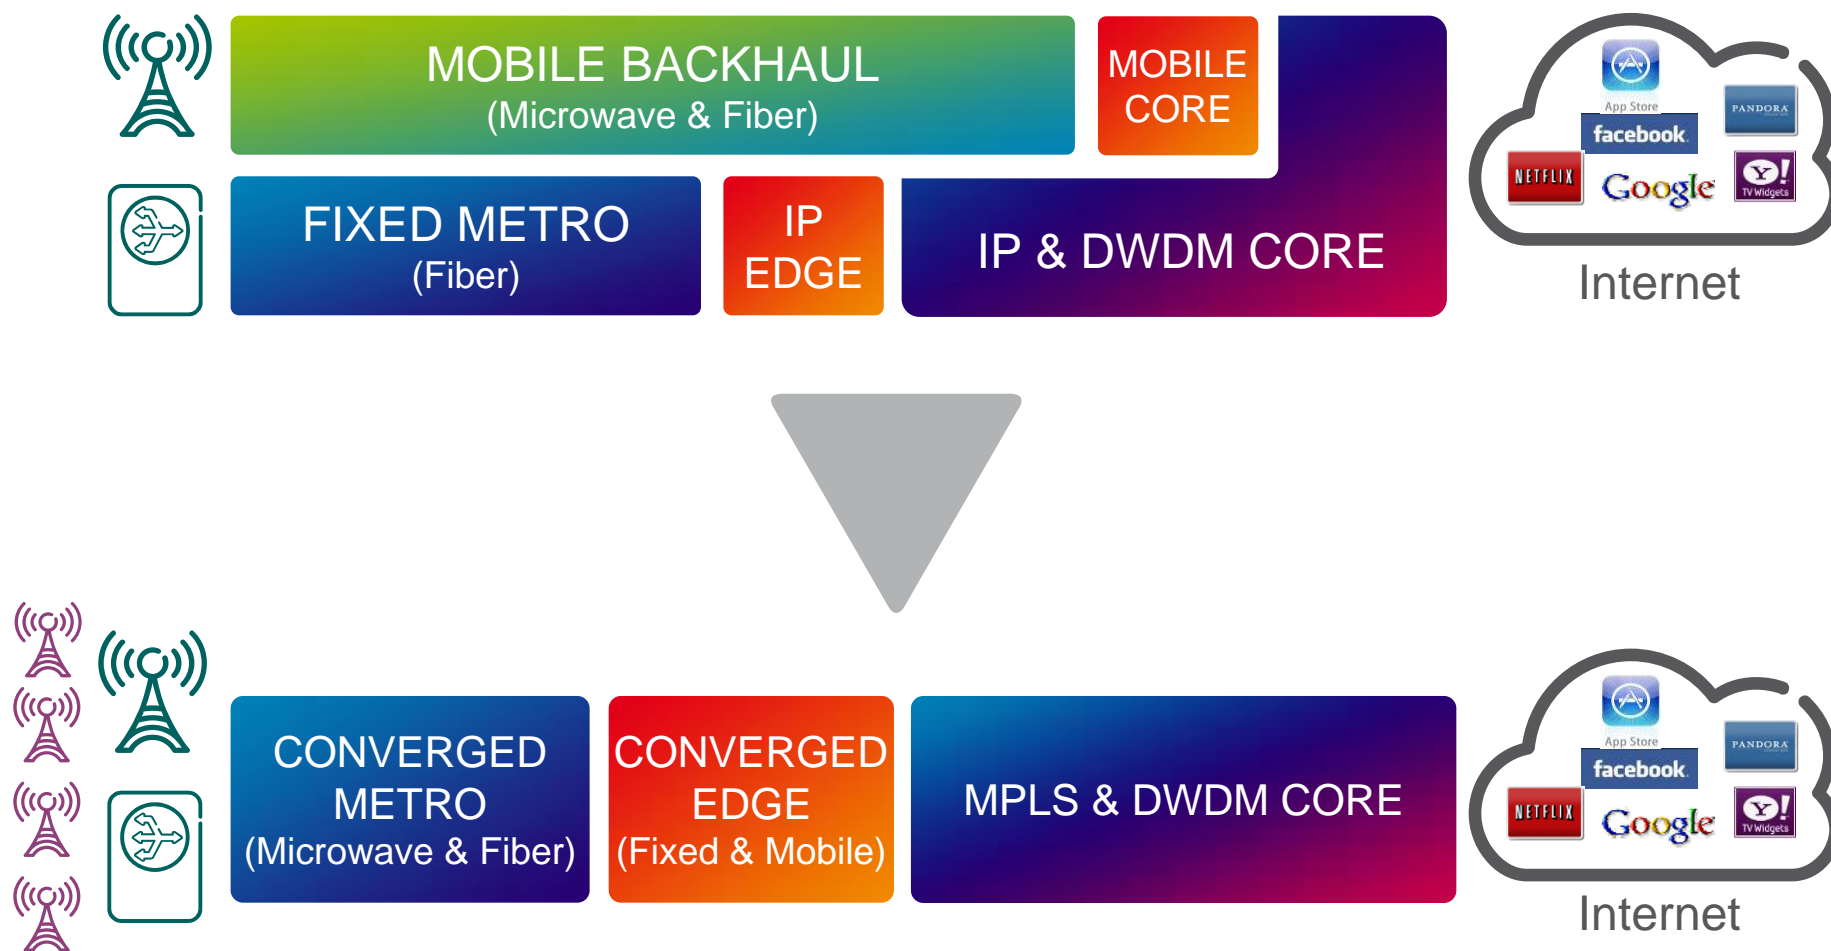 MOBILE BACKHAUL
(Microwave & Fiber)
MOBILE
CORE
FIXED METRO
(Fiber)
IP
EDGE
IP & DWDM CORE
App Store
PANDORA
facebook.
NETFLIX
Google
Y!
TV Widgets
Internet
CONVERGED
METRO
(Microwave & Fiber)
CONVERGED
EDGE
(Fixed & Mobile)
MPLS & DWDM CORE
App Store
PANDORA
facebook.
NETFLIX
Google
Y!
TV Widgets
Internet